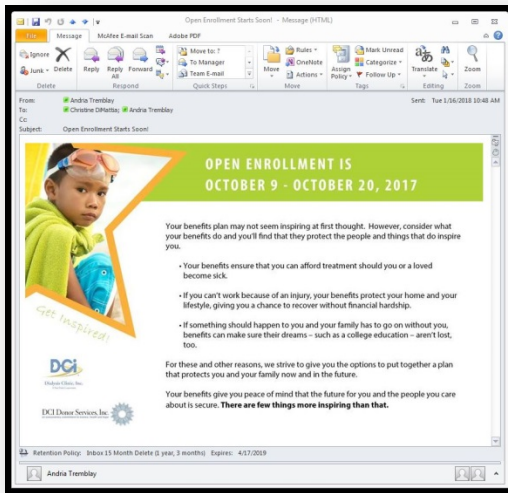 Open Enrollment Starts Soon! - Message (HTML)
File Message McAfee E-mail Scan Adobe PDF
Ignore
Junk
Delete
Reply
Reply All
Forward
Move to: ?
To Manager
Team E-mail
Move
Rules
OneNote
Actions
Assign Policy
Mark Unread
Categorize
Follow Up
Translate
Zoom
Delete Respond Quick Steps Move Tags Editing Zoom
From: Andria Tremblay
Sent: Tue 1/16/2018 10:48 AM
To: Christine DiMattia; Andria Tremblay
Cc:
Subject: Open Enrollment Starts Soon!
OPEN ENROLLMENT IS
OCTOBER 9 - OCTOBER 20, 2017
Your benefits plan may not seem inspiring at first thought. However, consider what
your benefits do and you'll find that they protect the people and things that do inspire
you.
• Your benefits ensure that you can afford treatment should you or a loved
become sick.
• If you can't work because of an injury, your benefits protect your home and your
lifestyle, giving you a chance to recover without financial hardship.
• If something should happen to you and your family has to go on without you,
benefits can make sure their dreams – such as a college education – aren't lost,
too.
For these and other reasons, we strive to give you the options to put together a plan
that protects you and your family now and in the future.
Your benefits give you peace of mind that the future for you and the people you care
about is secure. There are few things more inspiring than that.
Get Inspired!
DCi
Dialysis Clinic, Inc.
DCI Donor Services, Inc.
Retention Policy: Inbox 15 Month Delete (1 year, 3 months) Expires: 4/17/2019
Andria Tremblay